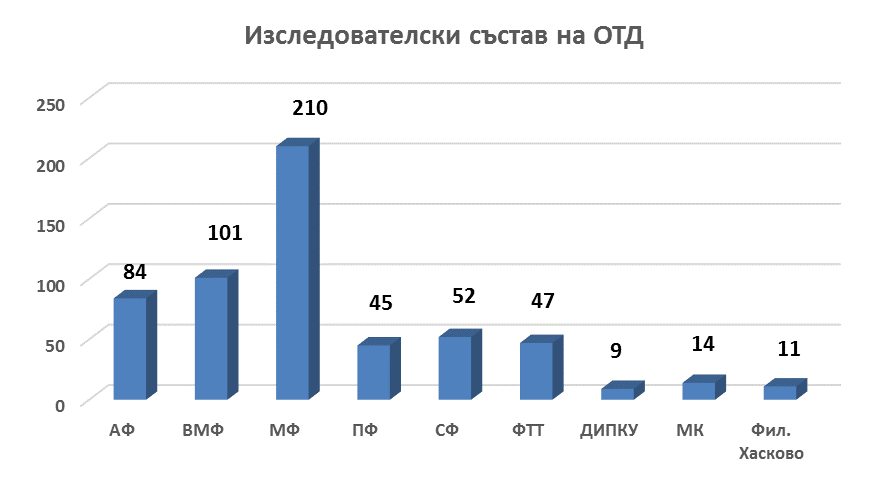 Изследователски състав на ОТД
250
200
150
100
50
0
84
101
210
45
52
47
9
14
11
АФ
ВМФ
МФ
ПФ
СФ
ФТТ
ДИПКУ
МК
Фил.
Хасково